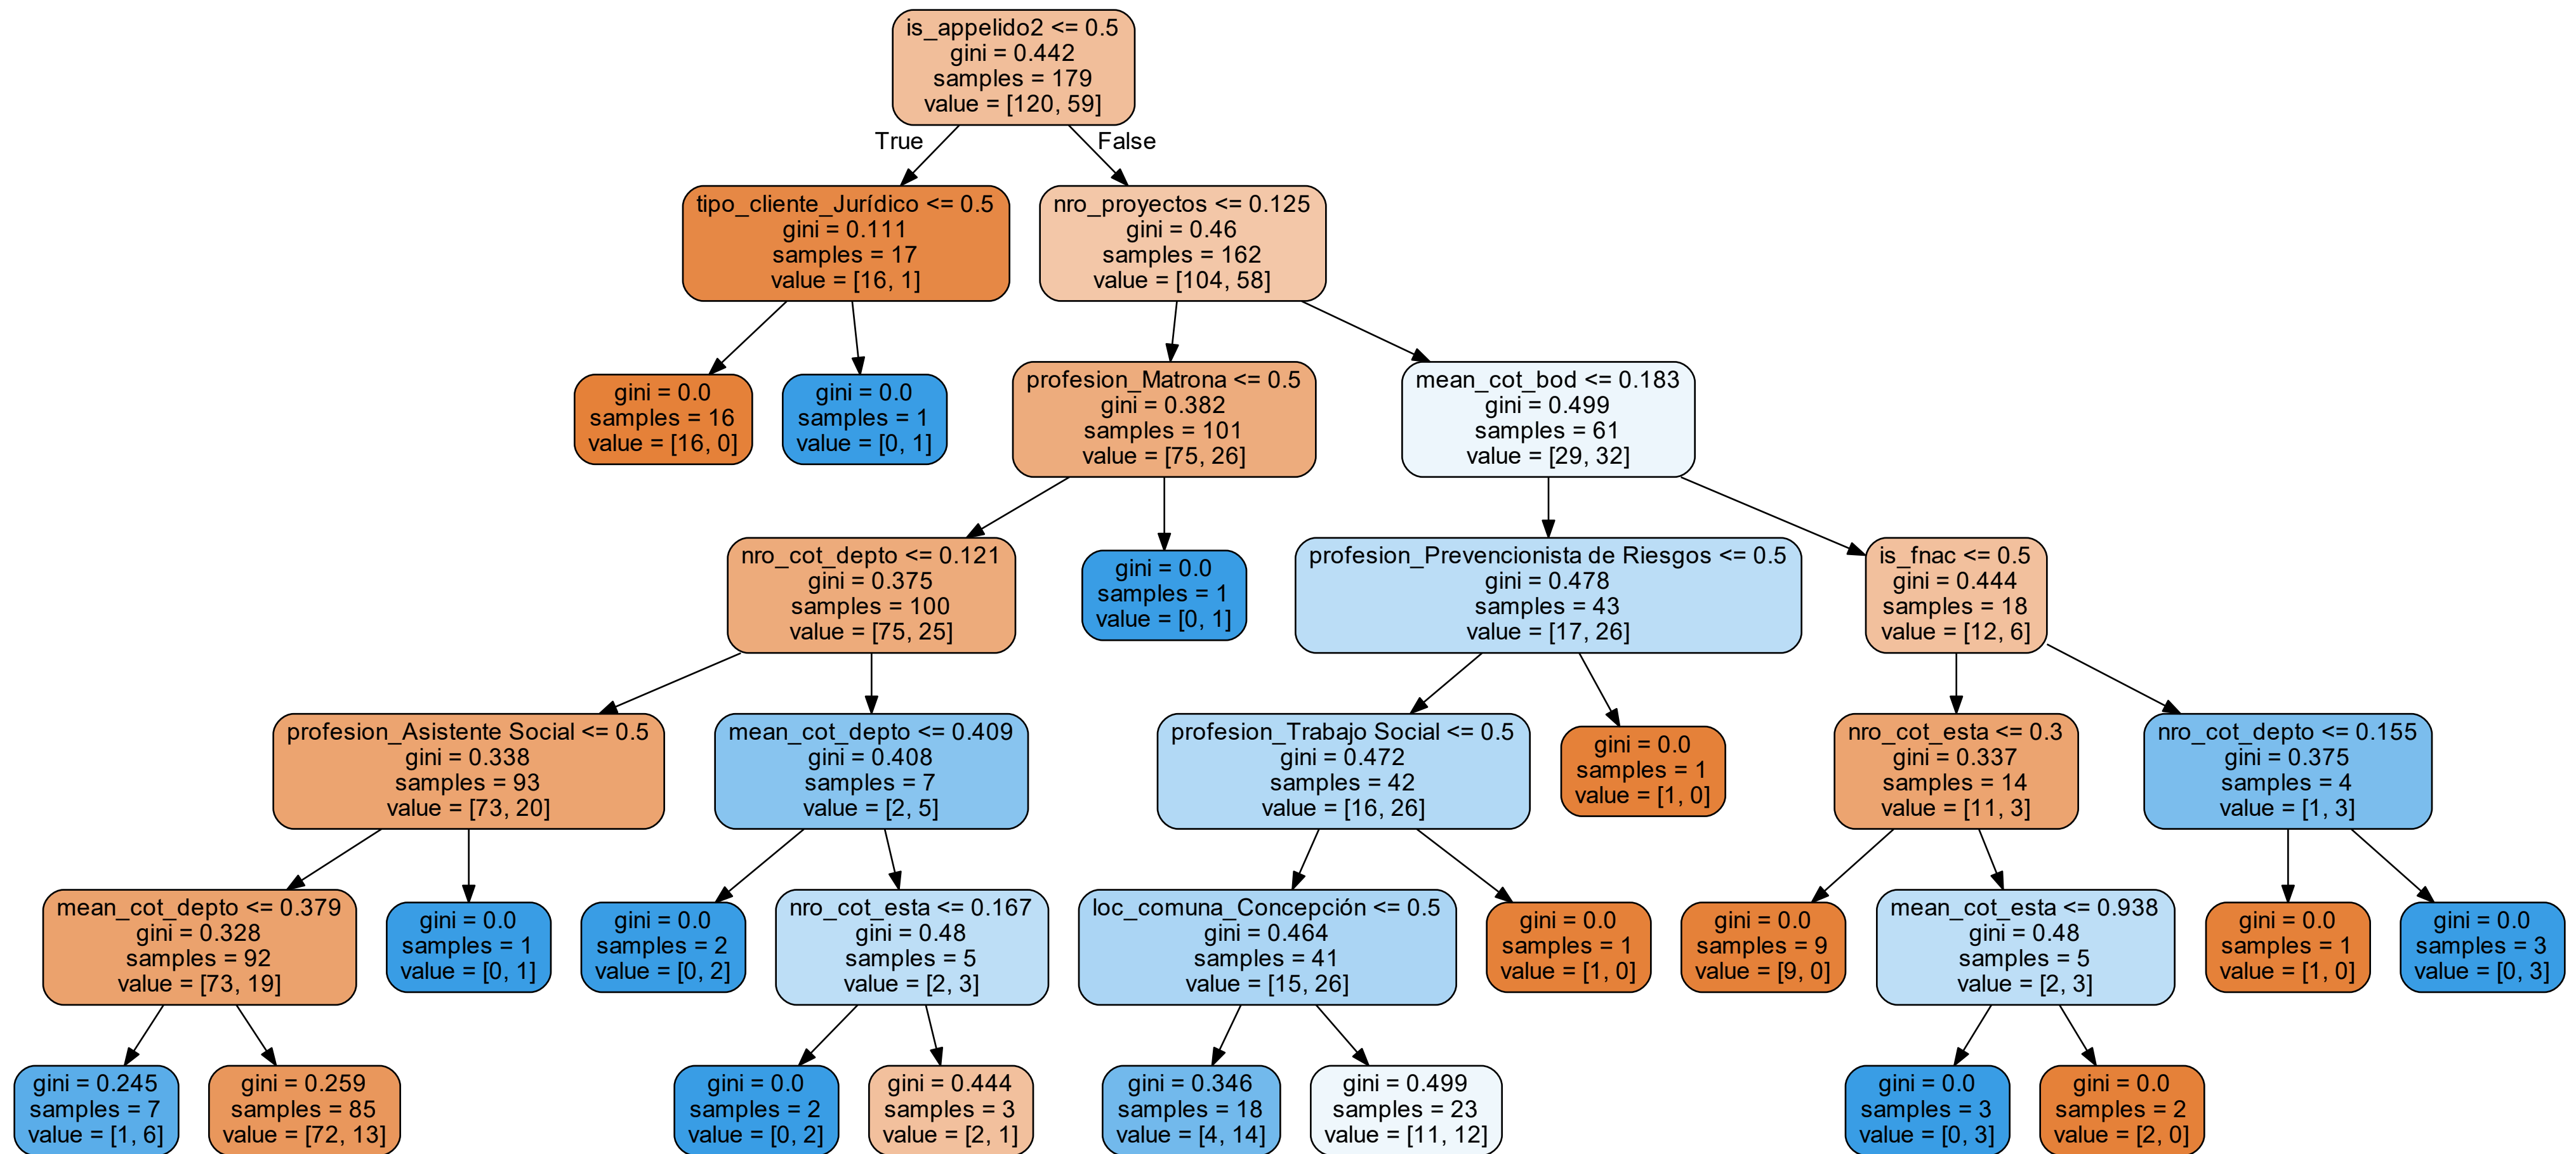 is_appelido2 <= 0.5
gini = 0.442
samples = 179
value = [120, 59]
True
False
tipo_cliente_Jurídico <= 0.5
gini = 0.111
samples = 17
value = [16, 1]
nro_proyectos <= 0.125
gini = 0.46
samples = 162
value = [104, 58]
gini = 0.0
samples = 16
value = [16, 0]
gini = 0.0
samples = 1
value = [0, 1]
profesion_Matrona <= 0.5
gini = 0.382
samples = 101
value = [75, 26]
mean_cot_bod <= 0.183
gini = 0.499
samples = 61
value = [29, 32]
nro_cot_depto <= 0.121
gini = 0.375
samples = 100
value = [75, 25]
gini = 0.0
samples = 1
value = [0, 1]
profesion_Prevencionista de Riesgos <= 0.5
gini = 0.478
samples = 43
value = [17, 26]
is_fnac <= 0.5
gini = 0.444
samples = 18
value = [12, 6]
profesion_Asistente Social <= 0.5
gini = 0.338
samples = 93
value = [73, 20]
mean_cot_depto <= 0.409
gini = 0.408
samples = 7
value = [2, 5]
profesion_Trabajo Social <= 0.5
gini = 0.472
samples = 42
value = [16, 26]
gini = 0.0
samples = 1
value = [1, 0]
nro_cot_esta <= 0.3
gini = 0.337
samples = 14
value = [11, 3]
nro_cot_depto <= 0.155
gini = 0.375
samples = 4
value = [1, 3]
mean_cot_depto <= 0.379
gini = 0.328
samples = 92
value = [73, 19]
gini = 0.0
samples = 1
value = [0, 1]
gini = 0.0
samples = 2
value = [0, 2]
nro_cot_esta <= 0.167
gini = 0.48
samples = 5
value = [2, 3]
loc_comuna_Concepción <= 0.5
gini = 0.464
samples = 41
value = [15, 26]
gini = 0.0
samples = 1
value = [1, 0]
gini = 0.0
samples = 9
value = [9, 0]
mean_cot_esta <= 0.938
gini = 0.48
samples = 5
value = [2, 3]
gini = 0.0
samples = 1
value = [1, 0]
gini = 0.0
samples = 3
value = [0, 3]
gini = 0.245
samples = 7
value = [1, 6]
gini = 0.259
samples = 85
value = [72, 13]
gini = 0.0
samples = 2
value = [0, 2]
gini = 0.444
samples = 3
value = [2, 1]
gini = 0.346
samples = 18
value = [4, 14]
gini = 0.499
samples = 23
value = [11, 12]
gini = 0.0
samples = 3
value = [0, 3]
gini = 0.0
samples = 2
value = [2, 0]